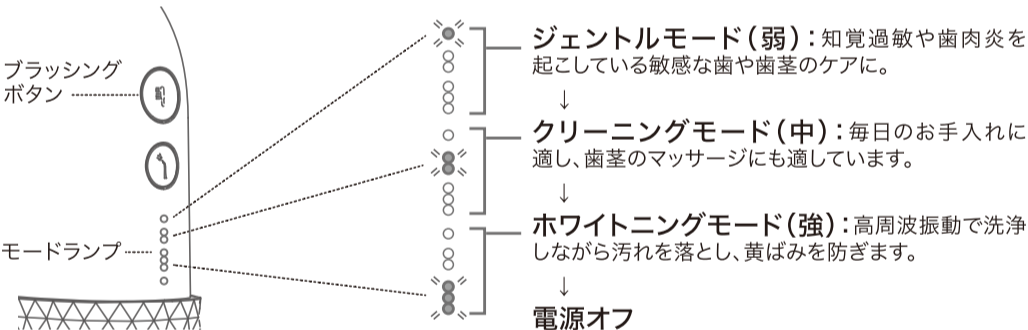 ブラッシング
ボタン
モードランプ
ジェントルモード(弱):知覚過敏や歯肉炎を
起こしている敏感な歯や歯茎のケアに。
↓
クリーニングモード(中):毎日のお手入れに
適し、歯茎のマッサージにも適しています。
↓
ホワイトニングモード(強):高周波振動で洗浄
しながら汚れを落とし、黄ばみを防ぎます。
↓
電源オフ